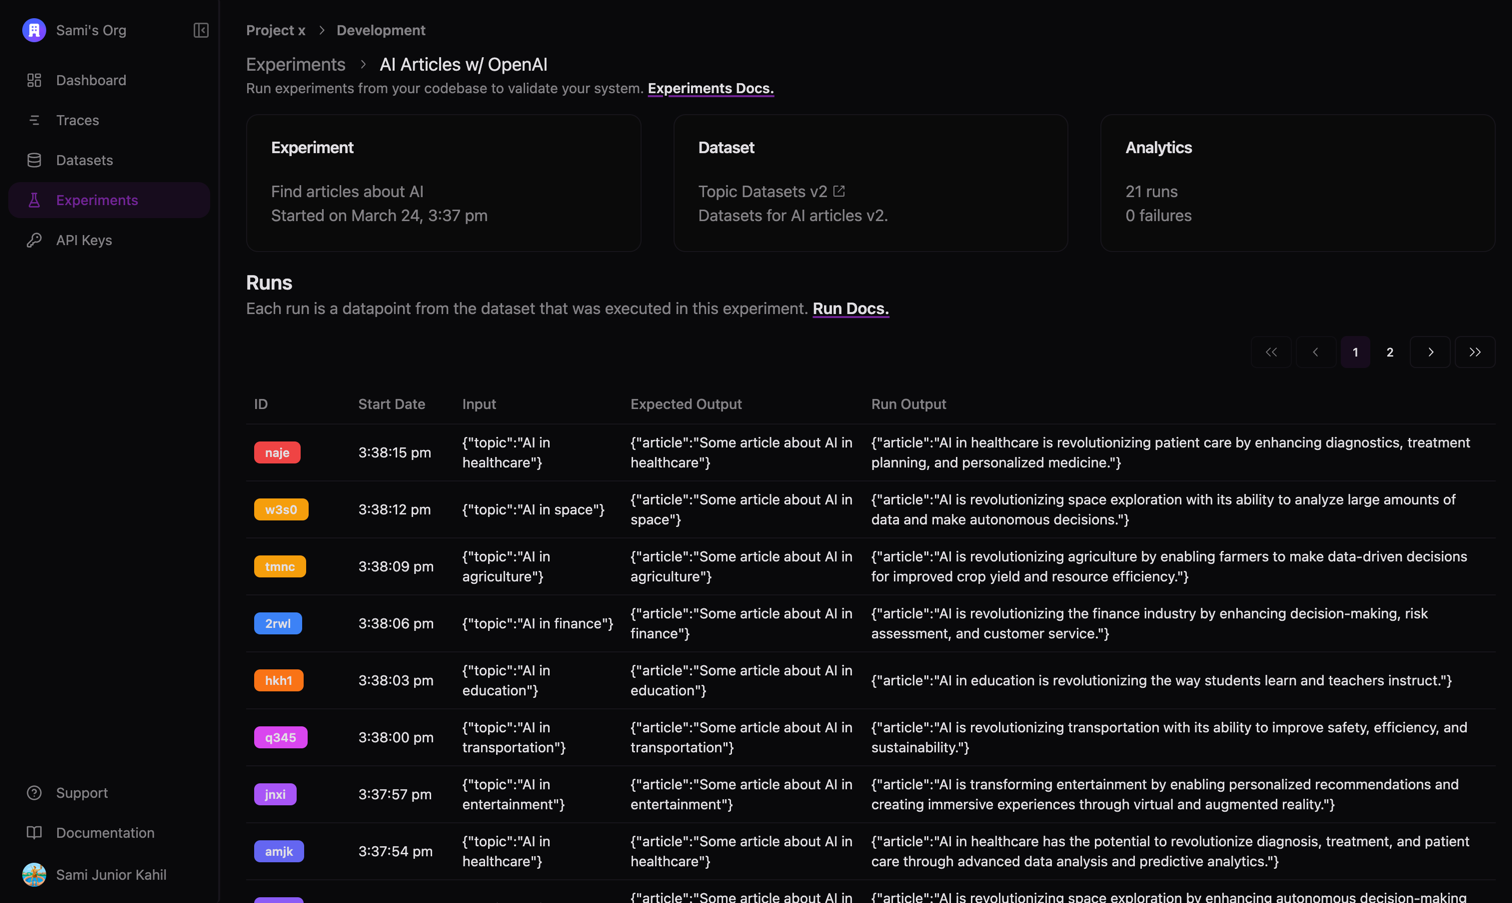 Sami's Org
Dashboard
Traces
Datasets
Experiments
API Keys
Support
Documentation
Sami Junior Kahil
Project x > Development
Experiments > AI Articles w/ OpenAI
Run experiments from your codebase to validate your system. Experiments Docs.
Experiment
Find articles about AI
Started on March 24, 3:37 pm
Dataset
Topic Datasets v2
Datasets for AI articles v2.
Analytics
21 runs
0 failures
Runs
Each run is a datapoint from the dataset that was executed in this experiment. Run Docs.
1 2
ID Start Date Input Expected Output Run Output
naje 3:38:15 pm
{"topic":"AI in
healthcare"}
{"article":"Some article about AI in
healthcare"}
{"article":"AI in healthcare is revolutionizing patient care by enhancing diagnostics, treatment
planning, and personalized medicine."}
w3s0 3:38:12 pm {"topic":"AI in space"}
{"article":"Some article about AI in
space"}
{"article":"AI is revolutionizing space exploration with its ability to analyze large amounts of
data and make autonomous decisions."}
tmnc 3:38:09 pm
{"topic":"AI in
agriculture"}
{"article":"Some article about AI in
agriculture"}
{"article":"AI is revolutionizing agriculture by enabling farmers to make data-driven decisions
for improved crop yield and resource efficiency."}
2rwl 3:38:06 pm {"topic":"AI in finance"}
{"article":"Some article about AI in
finance"}
{"article":"AI is revolutionizing the finance industry by enhancing decision-making, risk
assessment, and customer service."}
hkh1 3:38:03 pm
{"topic":"AI in
education"}
{"article":"Some article about AI in
education"}
{"article":"AI in education is revolutionizing the way students learn and teachers instruct."}
q345 3:38:00 pm
{"topic":"AI in
transportation"}
{"article":"Some article about AI in
transportation"}
{"article":"AI is revolutionizing transportation with its ability to improve safety, efficiency, and
sustainability."}
jnxi 3:37:57 pm
{"topic":"AI in
entertainment"}
{"article":"Some article about AI in
entertainment"}
{"article":"AI is transforming entertainment by enabling personalized recommendations and
creating immersive experiences through virtual and augmented reality."}
amjk 3:37:54 pm
{"topic":"AI in
healthcare"}
{"article":"Some article about AI in
healthcare"}
{"article":"AI in healthcare has the potential to revolutionize diagnosis, treatment, and patient
care through advanced data analysis and predictive analytics."}
{"article":"Some article about AI in
{"article":"AI is revolutionizing space exploration by enhancing autonomous decision-making